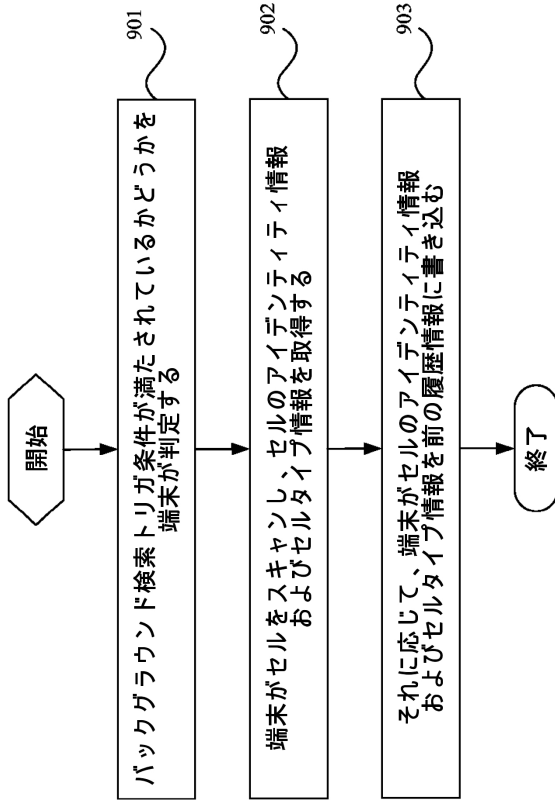 開始
バックグラウンド検索トリガ条件が満たされているかどうかを
端末が判定する
901
端末がセルをスキャンし、セルのアイデンティティ情報
およびセルタイプ情報を取得する
902
それに応じて、端末がセルのアイデンティティ情報
およびセルタイプ情報を前の履歴情報に書き込む
903
終了